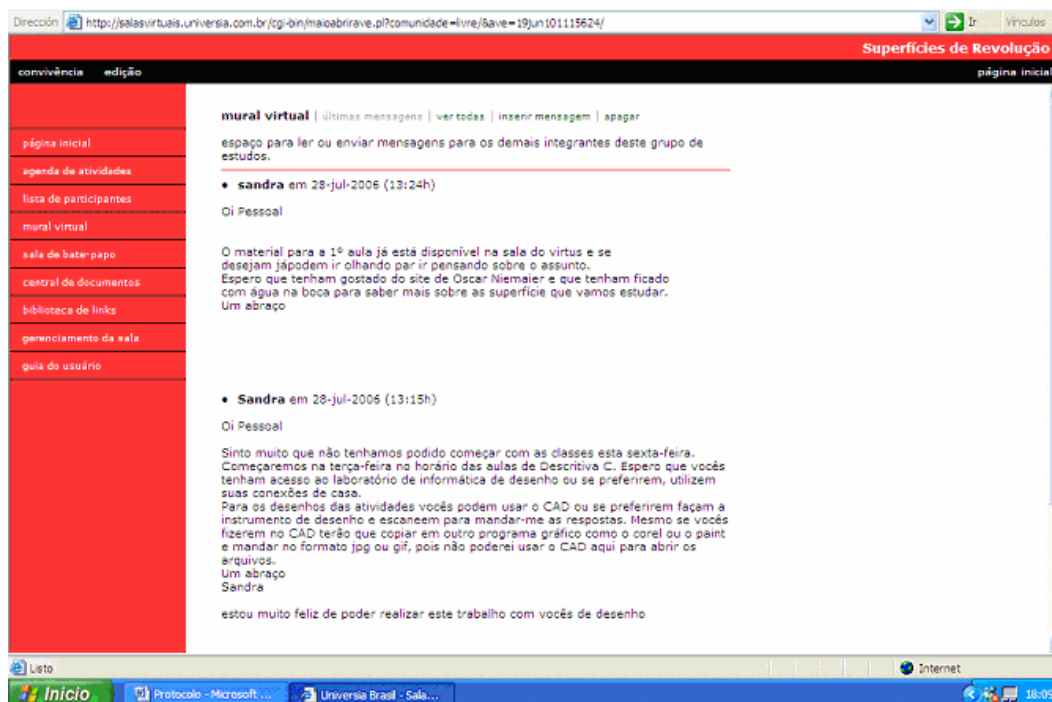 Dirección http://salasvirtuais.universia.com.br/cgi-bin/maioabrirave.pl?comunidade=livre/&ave=19Jun101115624/ Ir Vínculos
Superfícies de Revolução
convivência edição página inicial
mural virtual | últimas mensagens | ver todas | inserir mensagem | apagar
página inicial
agenda de atividades
lista de participantes
mural virtual
sala de bate-papo
central de documentos
biblioteca de links
gerenciamento da sala
guia do usuário
espaço para ler ou enviar mensagens para os demais integrantes deste grupo de
estudos.
• sandra em 28-jul-2006 (13:24h)
Oi Pessoal
O material para a 1º aula já está disponível na sala do virtus e se
desejam jápodem ir olhando par ir pensando sobre o assunto.
Espero que tenham gostado do site de Oscar Niemaier e que tenham ficado
com água na boca para saber mais sobre as superfície que vamos estudar.
Um abraço
• Sandra em 28-jul-2006 (13:15h)
Oi Pessoal
Sinto muito que não tenhamos podido começar com as classes esta sexta-feira.
Começaremos na terça-feira no horário das aulas de Descritiva C. Espero que vocês
tenham acesso ao laboratório de informática de desenho ou se preferirem, utilizem
suas conexões de casa.
Para os desenhos das atividades vocês podem usar o CAD ou se preferirem façam a
instrumento de desenho e escaneem para mandar-me as respostas. Mesmo se vocês
fizerem no CAD terão que copiar em outro programa gráfico como o corel ou o paint
e mandar no formato jpg ou gif, pois não poderei usar o CAD aqui para abrir os
arquivos.
Um abraço
Sandra
estou muito feliz de poder realizar este trabalho com vocês de desenho
Listo Internet
Inicio Protocolo - Microsoft ... Universia Brasil - Sala... 18:09